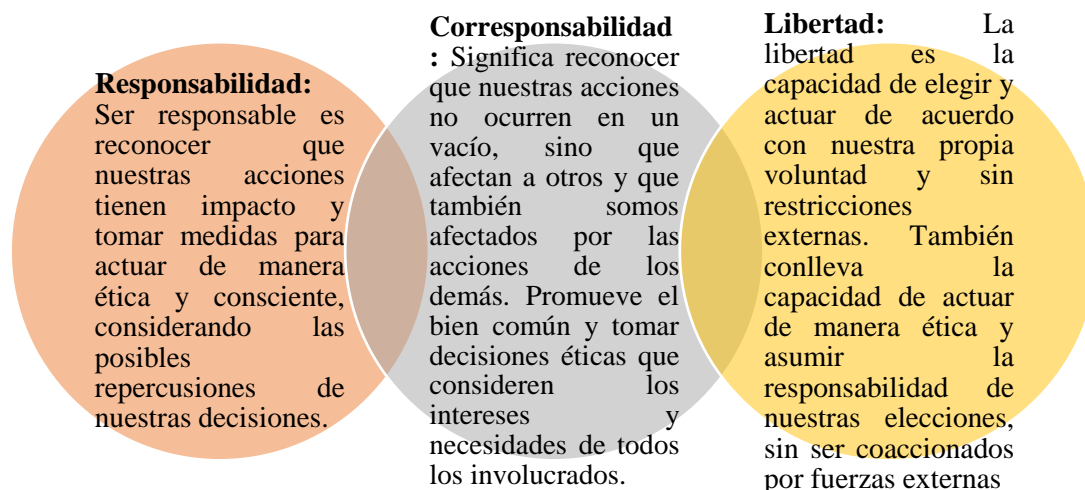 Responsabilidad:
Ser responsable es
reconocer que
nuestras acciones
tienen impacto y
tomar medidas para
actuar de manera
ética y consciente,
considerando las
posibles
repercusiones de
nuestras decisiones.
Corresponsabilidad
: Significa reconocer
que nuestras acciones
no ocurren en un
vacío, sino que
afectan a otros y que
también somos
afectados por las
acciones de los
demás. Promueve el
bien común y tomar
decisiones éticas que
consideren los
intereses y
necesidades de todos
los involucrados.
Libertad: La
libertad es la
capacidad de elegir y
actuar de acuerdo
con nuestra propia
voluntad y sin
restricciones
externas. También
conlleva la
capacidad de actuar
de manera ética y
asumir la
responsabilidad de
nuestras elecciones,
sin ser coaccionados
por fuerzas externas